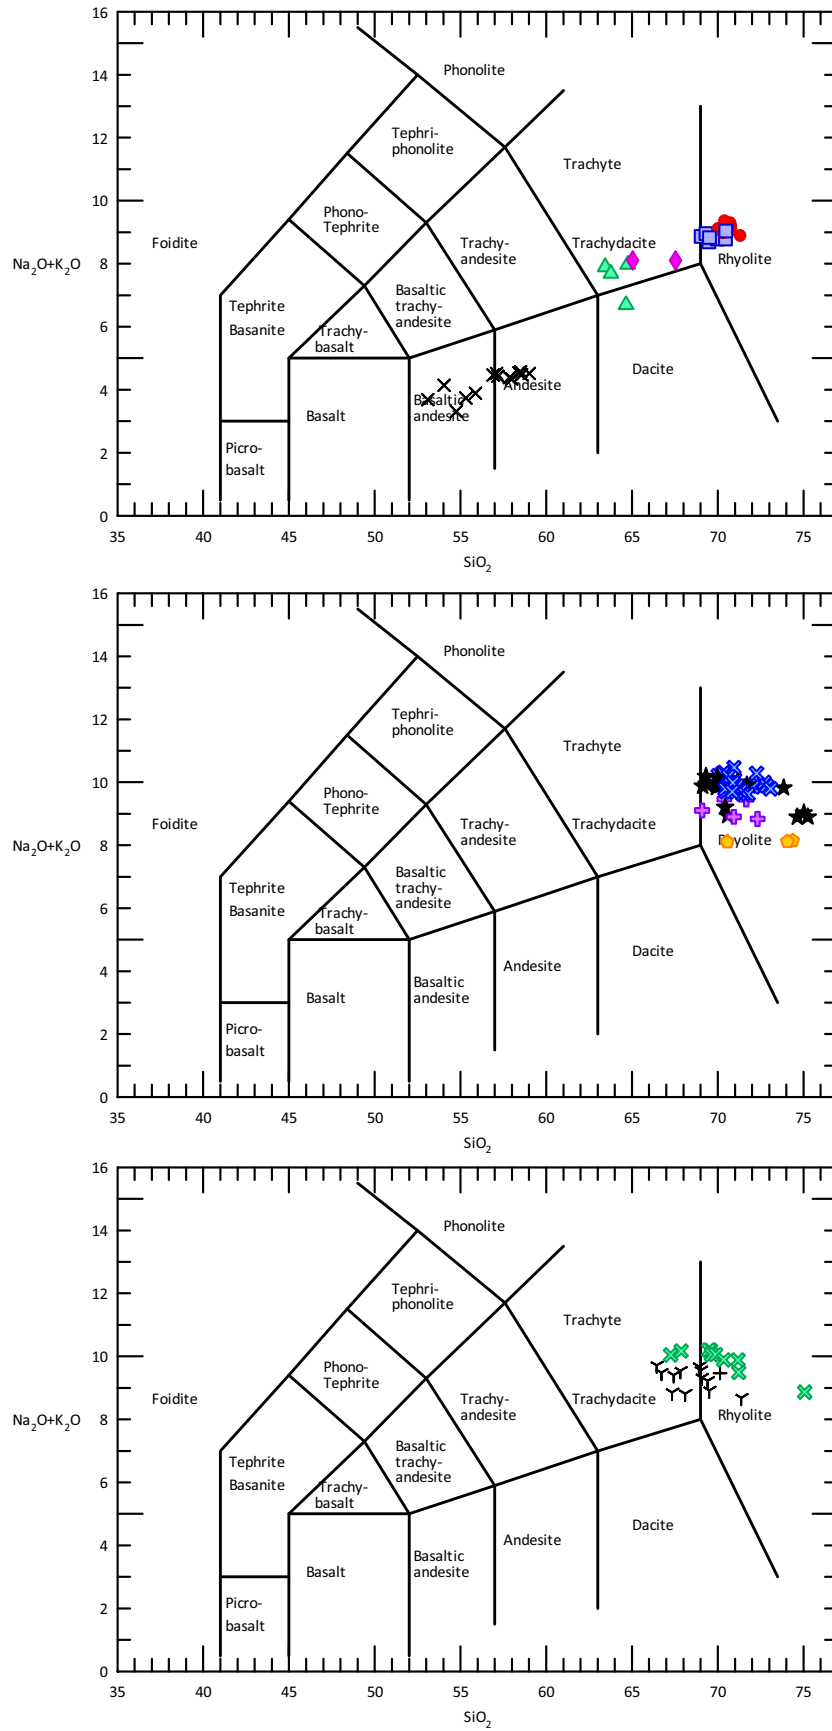 16
14
Phonolite
12
Tephri-
phonolite
Trachyte
10
Phono-
Tephrite
Foidite
Trachy-
andesite
Trachydacite
Na2O+K2O
8
Rhyolite
Basaltic
trachy-
andesite
Tephrite
Basanite
6
Trachy-
basalt
Dacite
4
Basalt
Basaltic
andesite
Andesite
Picro-
basalt
2
0
35 40 45 50 55 60 65 70 75
SiO2
16
14
Phonolite
12
Tephri-
phonolite
Trachyte
10
Phono-
Tephrite
Foidite
Trachy-
andesite
Trachydacite
Na2O+K2O
8
Rhyolite
Basaltic
trachy-
andesite
Tephrite
Basanite
6
Trachy-
basalt
Dacite
4
Basalt
Basaltic
andesite
Andesite
Picro-
basalt
2
0
35 40 45 50 55 60 65 70 75
SiO2
16
14
Phonolite
12
Tephri-
phonolite
Trachyte
10
Phono-
Tephrite
Foidite
Trachy-
andesite
Trachydacite
Na2O+K2O
8
Rhyolite
Basaltic
trachy-
andesite
Tephrite
Basanite
6
Trachy-
basalt
Dacite
4
Basalt
Basaltic
andesite
Andesite
Picro-
basalt
2
0
35 40 45 50 55 60 65 70 75
SiO2